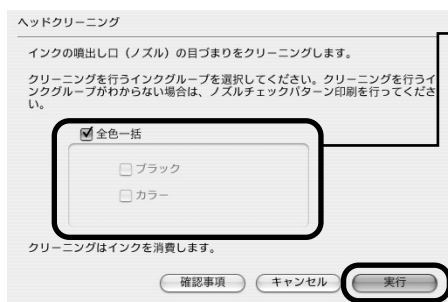 ヘッドクリーニング
インクの噴出し口（ノズル）の目づまりをクリーニングします。
クリーニングを行うインクグループを選択してください。クリーニングを行うイ
ンクグループがわからない場合は、ノズルチェックパターン印刷を行ってくださ
い。
全色一括
ブラック
カラー
クリーニングはインクを消費します。
確認事項 キャンセル 実行